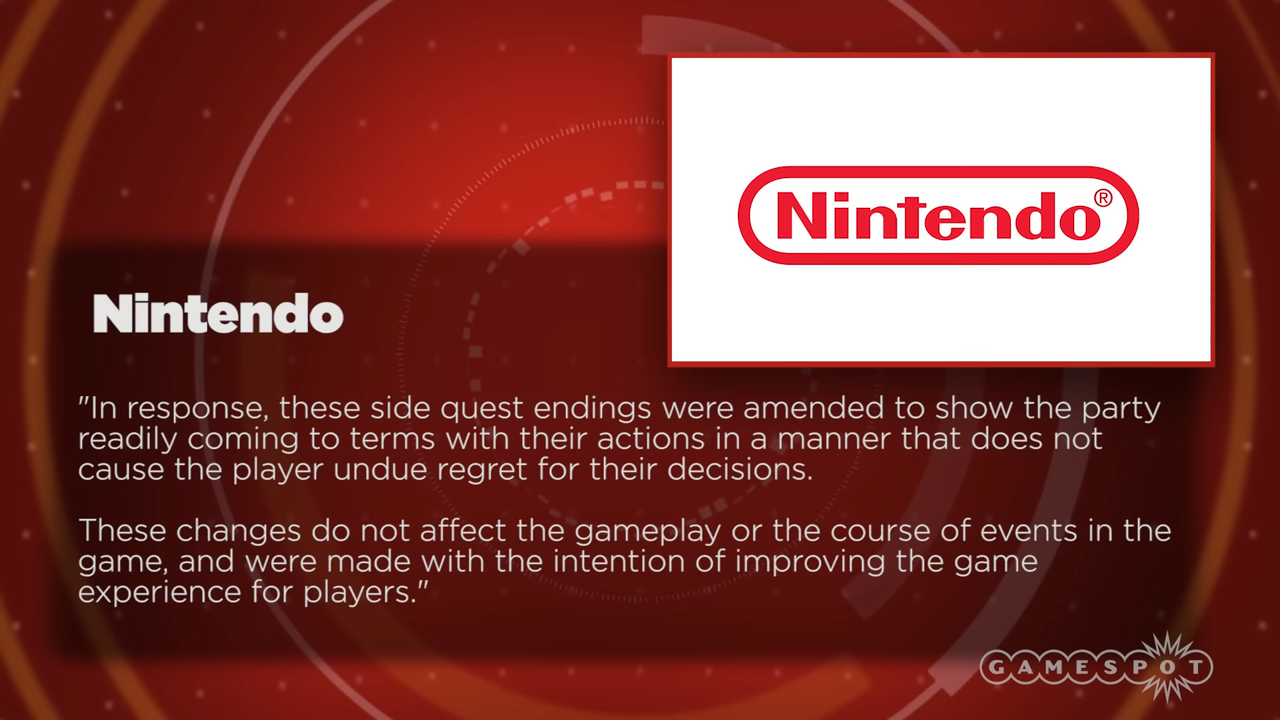 Nintendo®
Nintendo
"In response, these side quest endings were amended to show the party
readily coming to terms with their actions in a manner that does not
cause the player undue regret for their decisions.
These changes do not affect the gameplay or the course of events in the
game, and were made with the intention of improving the game
experience for players."
GAMESPOT